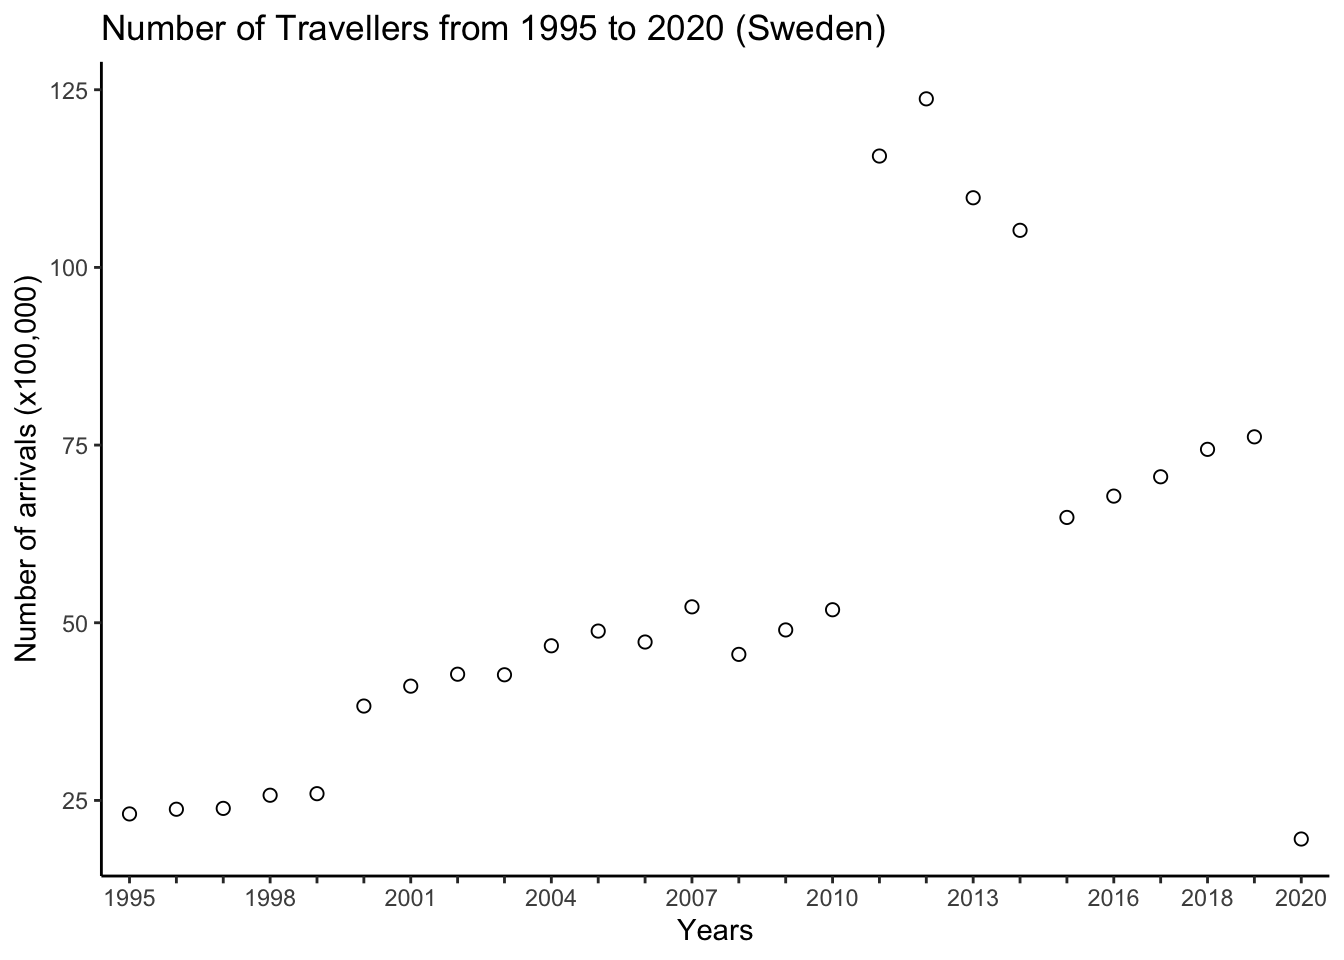 Number of Travellers from 1995 to 2020 (Sweden)
125
100
75
50
25
Number of arrivals (x100,000)
1995 1998 2001 2004 2007 2010 2013 2016 2018 2020
Years